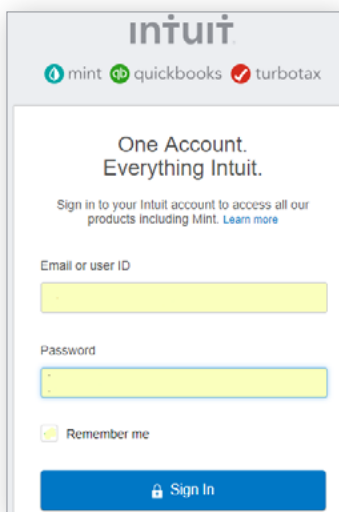 intuit
mint qb quickbooks turbotax
One Account.
Everything Intuit.
Sign in to your Intuit account to access all our
products including Mint. Learn more
Email or user ID
Password
Remember me
Sign In